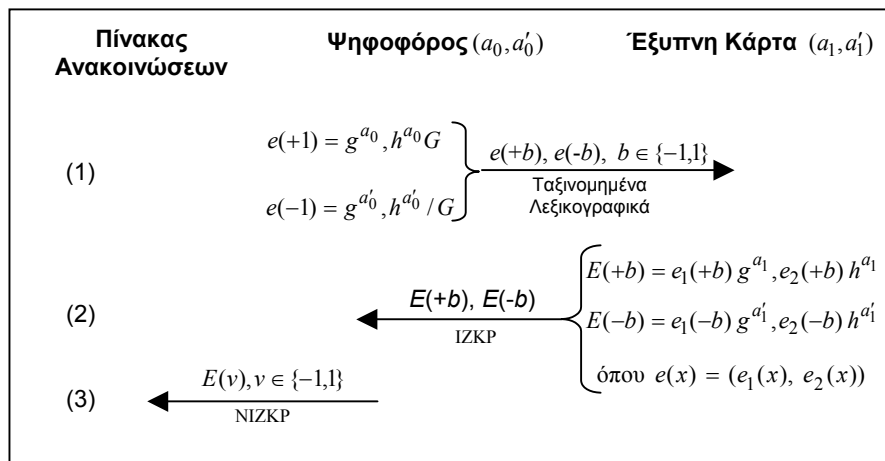 Πίνακας Ανακοινώσεων
Ψηφοφόρος (a₀, a′₀)
Έξυπνη Κάρτα (a₁, a′₁)
(1)
e(+1) = g^{a₀}, h^{a₀} G
e(−1) = g^{a′₀}, h^{a′₀} / G
e(+b), e(-b), b ∈ {−1,1}
Ταξινομημένα
Λεξικογραφικά
(2)
E(+b), E(-b)
IZKP
E(+b) = e₁(+b) g^{a₁}, e₂(+b) h^{a₁}
E(−b) = e₁(−b) g^{a′₁}, e₂(−b) h^{a′₁}
όπου e(x) = (e₁(x), e₂(x))
(3)
E(v), v ∈ {−1,1}
NIZKP